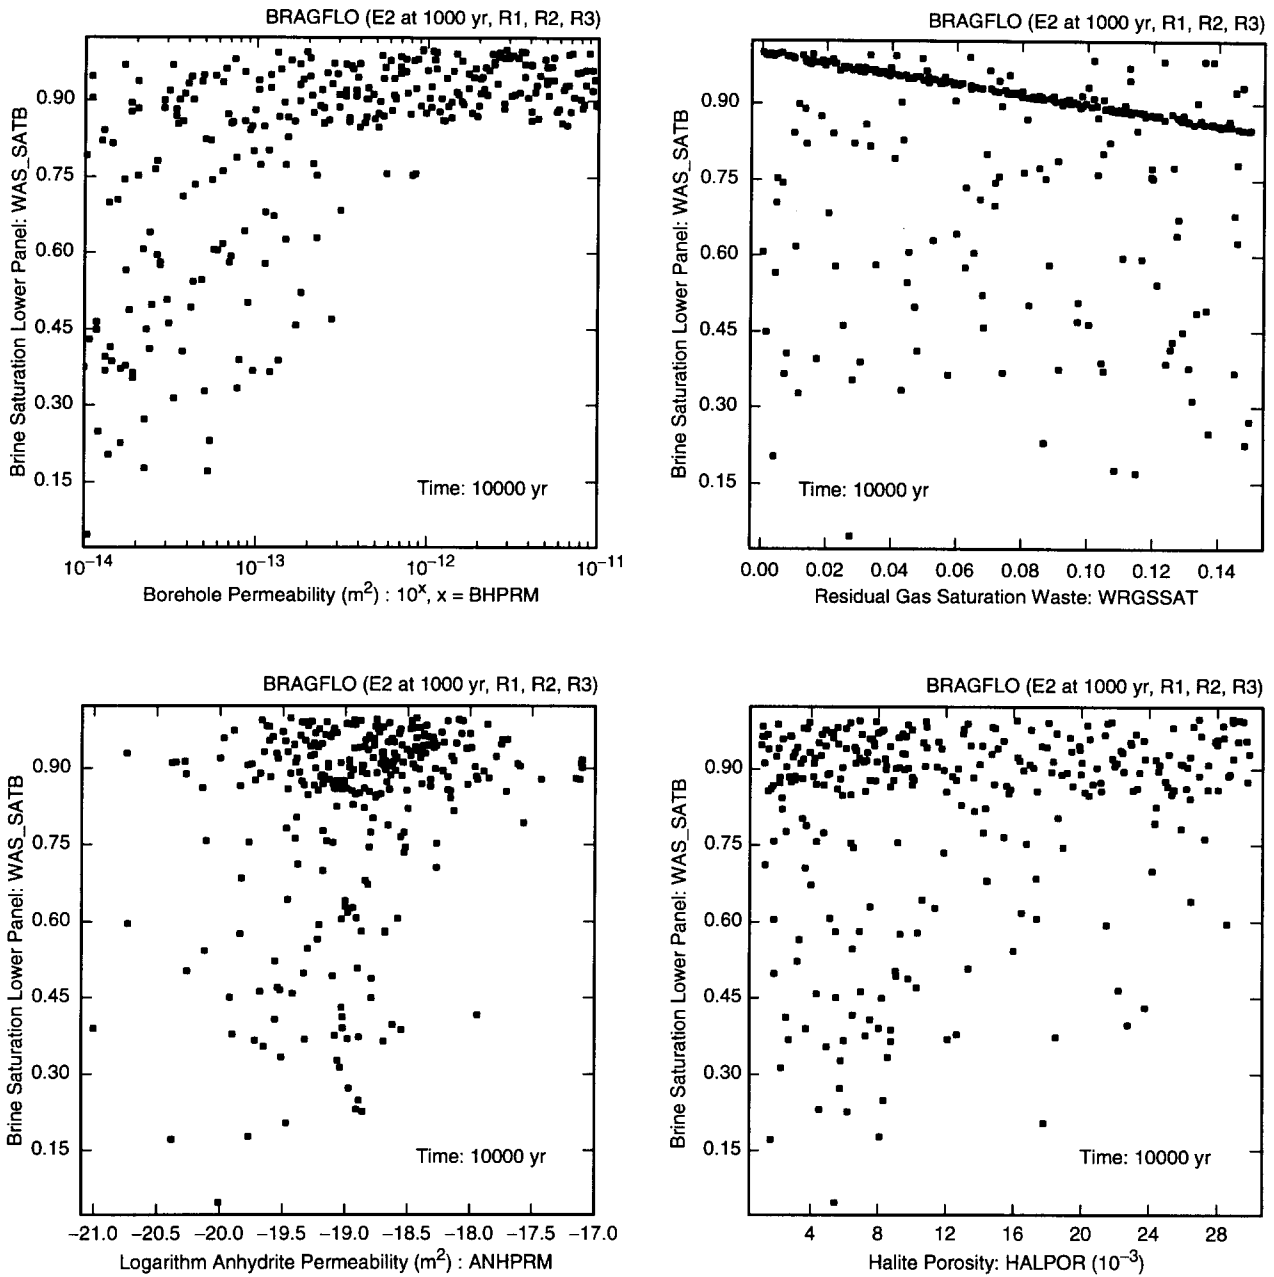 BRAGFLO (E2 at 1000 yr, R1, R2, R3)
Brine Saturation Lower Panel: WAS_SATB
0.90
0.75
0.60
0.45
0.30
0.15
Time: 10000 yr
10⁻¹⁴ 10⁻¹³ 10⁻¹² 10⁻¹¹
Borehole Permeability (m²) : 10ˣ, x = BHPRM
BRAGFLO (E2 at 1000 yr, R1, R2, R3)
Brine Saturation Lower Panel: WAS_SATB
0.90
0.75
0.60
0.45
0.30
0.15
Time: 10000 yr
0.00 0.02 0.04 0.06 0.08 0.10 0.12 0.14
Residual Gas Saturation Waste: WRGSSAT
BRAGFLO (E2 at 1000 yr, R1, R2, R3)
Brine Saturation Lower Panel: WAS_SATB
0.90
0.75
0.60
0.45
0.30
0.15
Time: 10000 yr
−21.0 −20.5 −20.0 −19.5 −19.0 −18.5 −18.0 −17.5 −17.0
Logarithm Anhydrite Permeability (m²) : ANHPRM
BRAGFLO (E2 at 1000 yr, R1, R2, R3)
Brine Saturation Lower Panel: WAS_SATB
0.90
0.75
0.60
0.45
0.30
0.15
Time: 10000 yr
4 8 12 16 20 24 28
Halite Porosity: HALPOR (10⁻³)